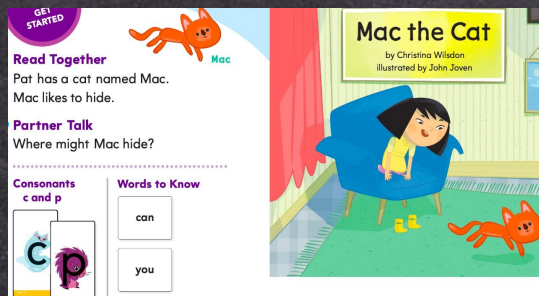 GET
STARTED
Mac
Read Together
Pat has a cat named Mac.
Mac likes to hide.
Partner Talk
Where might Mac hide?
Consonants
c and p
c
p
Words to Know
can
you
Mac the Cat
by Christina Wilsdon
illustrated by John Joven